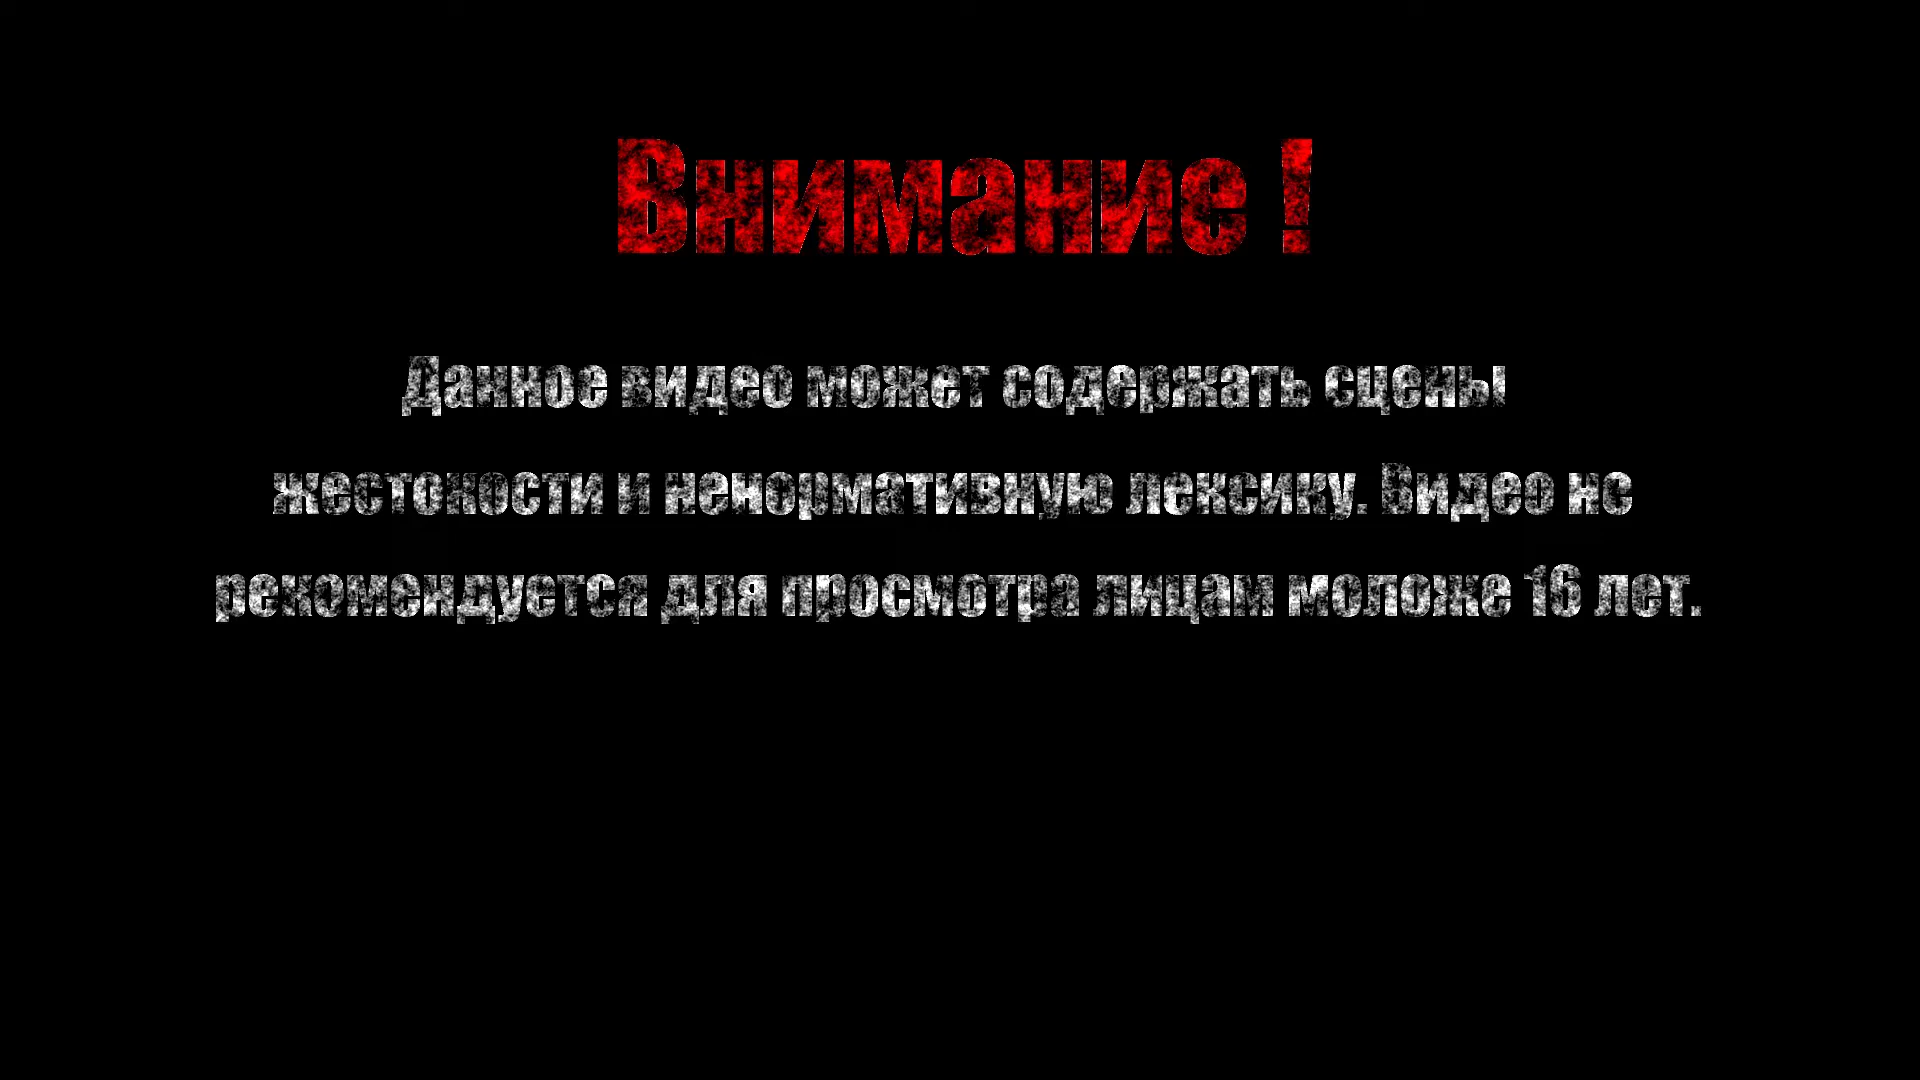 Внимание !
Данное видео может содержать сцены
жестокости и ненормативную лексику. Видео не
рекомендуется для просмотра лицам моложе 16 лет.